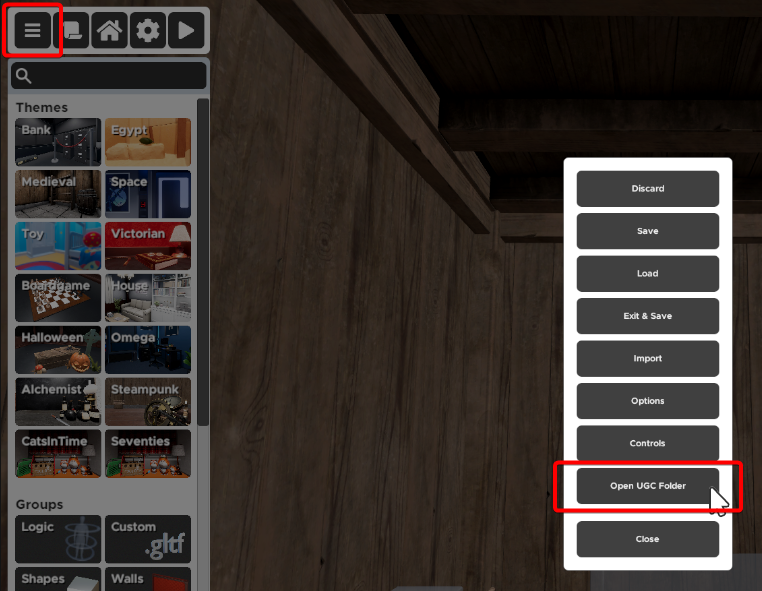 Themes
Bank
Egypt
Medieval
Space
Toy
Victorian
Boardgame
House
Halloween
Omega
Alchemist
Steampunk
CatsInTime
Seventies
Groups
Logic
Custom
.gltf
Shapes
Walls
Discard
Save
Load
Exit & Save
Import
Options
Controls
Open UGC Folder
Close